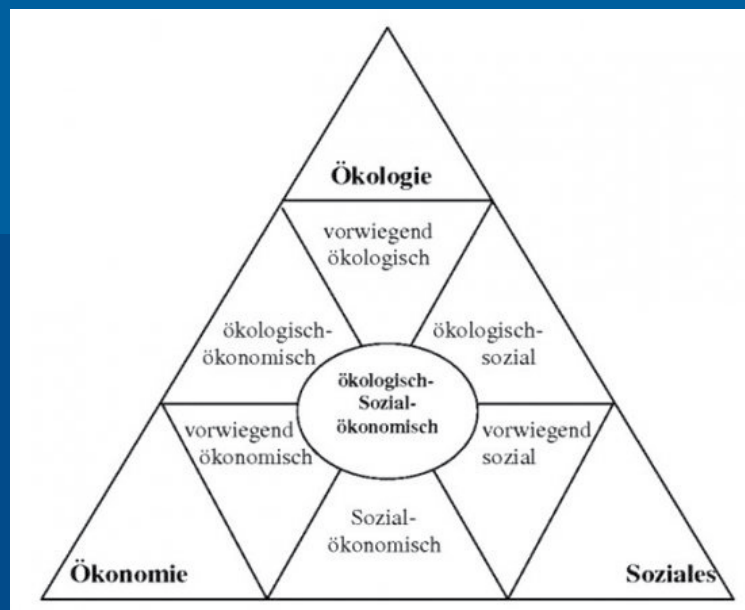 Ökologie
vorwiegend
ökologisch
ökologisch-
ökonomisch
ökologisch-
sozial
ökologisch-
Sozial-
ökonomisch
vorwiegend
ökonomisch
vorwiegend
sozial
Sozial-
ökonomisch
Ökonomie
Soziales